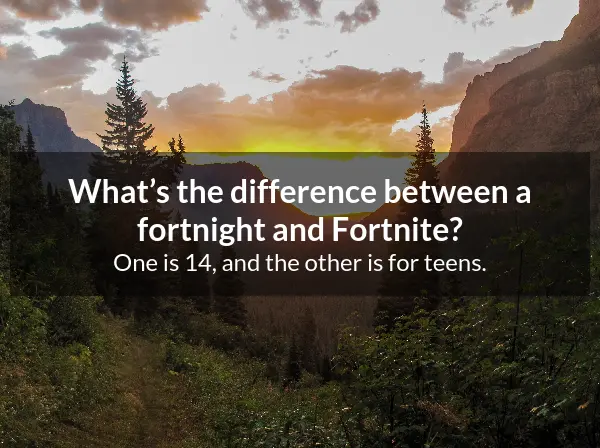 What’s the difference between a
fortnight and Fortnite?
One is 14, and the other is for teens.